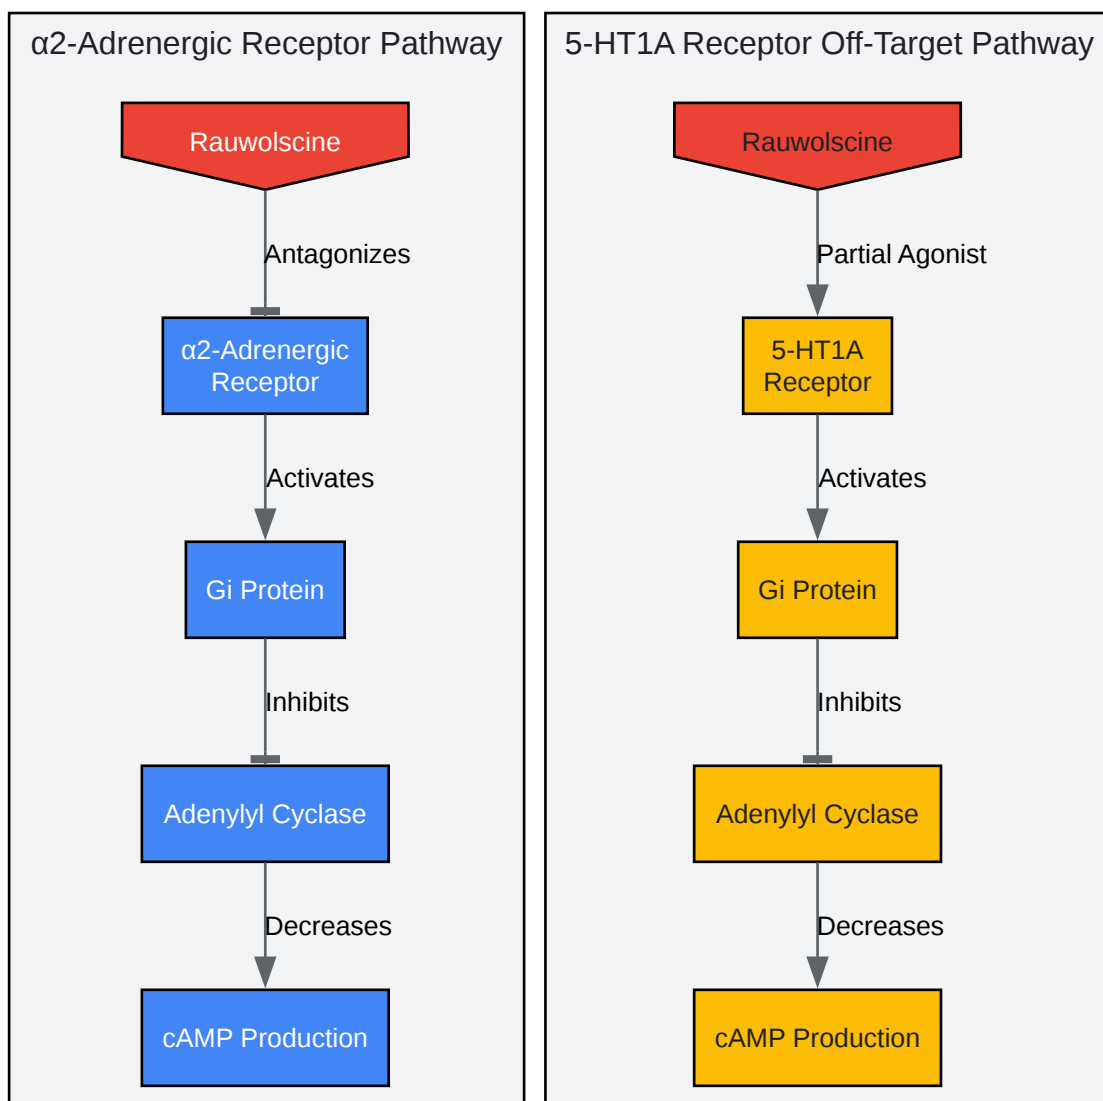 α2-Adrenergic Receptor Pathway
Rauwolscine
Antagonizes
α2-Adrenergic
Receptor
Activates
Gi Protein
Inhibits
Adenylyl Cyclase
Decreases
cAMP Production
5-HT1A Receptor Off-Target Pathway
Rauwolscine
Partial Agonist
5-HT1A
Receptor
Activates
Gi Protein
Inhibits
Adenylyl Cyclase
Decreases
cAMP Production